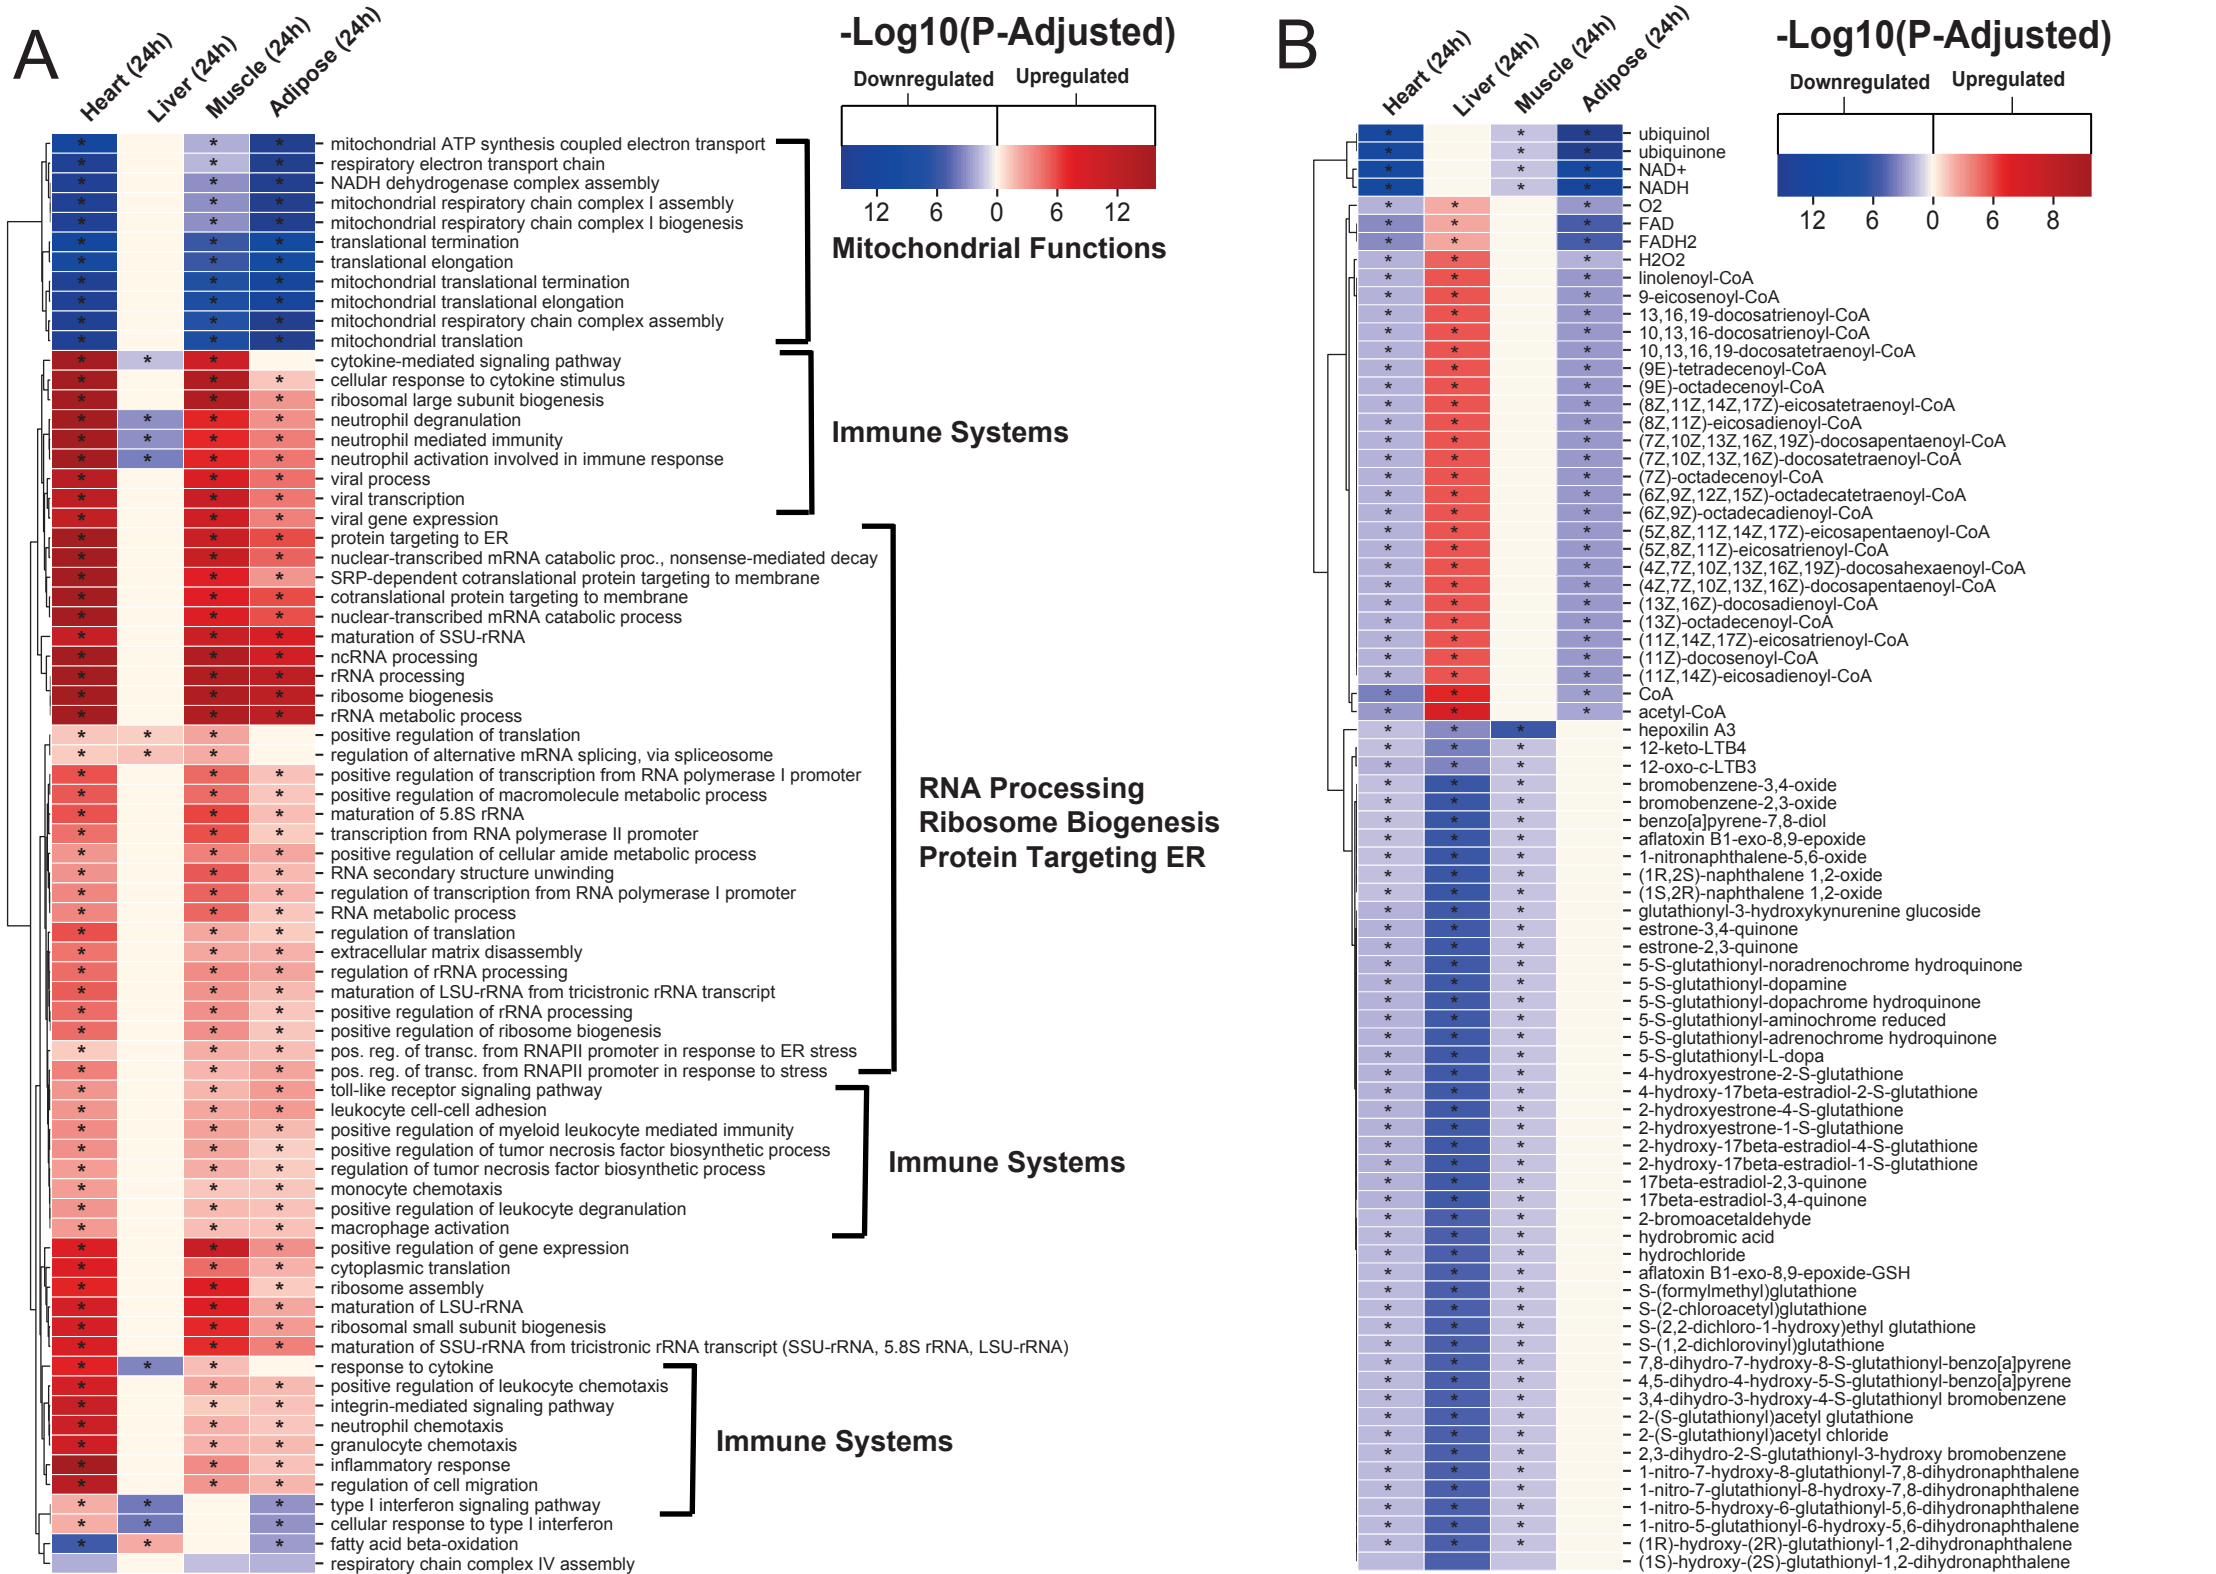 A
Heart (24h)
Liver (24h)
Muscle (24h)
Adipose (24h)
-Log10(P-Adjusted)
Downregulated
Upregulated
12 6 0 6 12
mitochondrial ATP synthesis coupled electron transport
respiratory electron transport chain
NADH dehydrogenase complex assembly
mitochondrial respiratory chain complex I assembly
mitochondrial respiratory chain complex I biogenesis
translational termination
translational elongation
mitochondrial translational termination
mitochondrial translational elongation
mitochondrial respiratory chain complex assembly
mitochondrial translation
Mitochondrial Functions
cytokine-mediated signaling pathway
cellular response to cytokine stimulus
ribosomal large subunit biogenesis
neutrophil degranulation
neutrophil mediated immunity
neutrophil activation involved in immune response
viral process
viral transcription
viral gene expression
Immune Systems
protein targeting to ER
nuclear-transcribed mRNA catabolic proc., nonsense-mediated decay
SRP-dependent cotranslational protein targeting to membrane
cotranslational protein targeting to membrane
nuclear-transcribed mRNA catabolic process
maturation of SSU-rRNA
ncRNA processing
rRNA processing
ribosome biogenesis
rRNA metabolic process
positive regulation of translation
regulation of alternative mRNA splicing, via spliceosome
positive regulation of transcription from RNA polymerase I promoter
positive regulation of macromolecule metabolic process
maturation of 5.8S rRNA
transcription from RNA polymerase II promoter
positive regulation of cellular amide metabolic process
RNA secondary structure unwinding
regulation of transcription from RNA polymerase I promoter
RNA metabolic process
regulation of translation
extracellular matrix disassembly
regulation of rRNA processing
maturation of LSU-rRNA from tricistronic rRNA transcript
positive regulation of rRNA processing
positive regulation of ribosome biogenesis
pos. reg. of transc. from RNAPII promoter in response to ER stress
pos. reg. of transc. from RNAPII promoter in response to stress
RNA Processing
Ribosome Biogenesis
Protein Targeting ER
toll-like receptor signaling pathway
leukocyte cell-cell adhesion
positive regulation of myeloid leukocyte mediated immunity
positive regulation of tumor necrosis factor biosynthetic process
regulation of tumor necrosis factor biosynthetic process
monocyte chemotaxis
positive regulation of leukocyte degranulation
macrophage activation
Immune Systems
positive regulation of gene expression
cytoplasmic translation
ribosome assembly
maturation of LSU-rRNA
ribosomal small subunit biogenesis
maturation of SSU-rRNA from tricistronic rRNA transcript (SSU-rRNA, 5.8S rRNA, LSU-rRNA)
response to cytokine
positive regulation of leukocyte chemotaxis
integrin-mediated signaling pathway
neutrophil chemotaxis
granulocyte chemotaxis
inflammatory response
regulation of cell migration
type I interferon signaling pathway
cellular response to type I interferon
fatty acid beta-oxidation
respiratory chain complex IV assembly
Immune Systems
B
Heart (24h)
Liver (24h)
Muscle (24h)
Adipose (24h)
-Log10(P-Adjusted)
Downregulated
Upregulated
12 6 0 6 8
ubiquinol
ubiquinone
NAD+
NADH
O2
FAD
FADH2
H2O2
linolenoyl-CoA
9-eicosenoyl-CoA
13,16,19-docosatrienoyl-CoA
10,13,16-docosatrienoyl-CoA
10,13,16,19-docosatetraenoyl-CoA
(9E)-tetradecenoyl-CoA
(9E)-octadecenoyl-CoA
(8Z,11Z,14Z,17Z)-eicosatetraenoyl-CoA
(8Z,11Z)-eicosadienoyl-CoA
(7Z,10Z,13Z,16Z,19Z)-docosapentaenoyl-CoA
(7Z,10Z,13Z,16Z)-docosatetraenoyl-CoA
(7Z)-octadecenoyl-CoA
(6Z,9Z,12Z,15Z)-octadecatetraenoyl-CoA
(6Z,9Z)-octadecadienoyl-CoA
(5Z,8Z,11Z,14Z,17Z)-eicosapentaenoyl-CoA
(5Z,8Z,11Z)-eicosatrienoyl-CoA
(4Z,7Z,10Z,13Z,16Z,19Z)-docosahexaenoyl-CoA
(4Z,7Z,10Z,13Z,16Z)-docosapentaenoyl-CoA
(13Z,16Z)-docosadienoyl-CoA
(13Z)-octadecenoyl-CoA
(11Z,14Z,17Z)-eicosatrienoyl-CoA
(11Z)-docosenoyl-CoA
(11Z,14Z)-eicosadienoyl-CoA
CoA
acetyl-CoA
hepoxilin A3
12-keto-LTB4
12-oxo-c-LTB3
bromobenzene-3,4-oxide
bromobenzene-2,3-oxide
benzo[a]pyrene-7,8-diol
aflatoxin B1-exo-8,9-epoxide
1-nitronaphthalene-5,6-oxide
(1R,2S)-naphthalene 1,2-oxide
(1S,2R)-naphthalene 1,2-oxide
glutathionyl-3-hydroxykynurenine glucoside
estrone-3,4-quinone
estrone-2,3-quinone
5-S-glutathionyl-noradrenochrome hydroquinone
5-S-glutathionyl-dopamine
5-S-glutathionyl-dopachrome hydroquinone
5-S-glutathionyl-aminochrome reduced
5-S-glutathionyl-adrenochrome hydroquinone
5-S-glutathionyl-L-dopa
4-hydroxyestrone-2-S-glutathione
4-hydroxy-17beta-estradiol-2-S-glutathione
2-hydroxyestrone-4-S-glutathione
2-hydroxyestrone-1-S-glutathione
2-hydroxy-17beta-estradiol-4-S-glutathione
2-hydroxy-17beta-estradiol-1-S-glutathione
17beta-estradiol-2,3-quinone
17beta-estradiol-3,4-quinone
2-bromoacetaldehyde
hydrobromic acid
hydrochloride
aflatoxin B1-exo-8,9-epoxide-GSH
S-(formylmethyl)glutathione
S-(2-chloroacetyl)glutathione
S-(2,2-dichloro-1-hydroxy)ethyl glutathione
S-(1,2-dichlorovinyl)glutathione
7,8-dihydro-7-hydroxy-8-S-glutathionyl-benzo[a]pyrene
4,5-dihydro-4-hydroxy-5-S-glutathionyl-benzo[a]pyrene
3,4-dihydro-3-hydroxy-4-S-glutathionyl bromobenzene
2-(S-glutathionyl)acetyl glutathione
2-(S-glutathionyl)acetyl chloride
2,3-dihydro-2-S-glutathionyl-3-hydroxy bromobenzene
1-nitro-7-hydroxy-8-glutathionyl-7,8-dihydronaphthalene
1-nitro-7-glutathionyl-8-hydroxy-7,8-dihydronaphthalene
1-nitro-5-hydroxy-6-glutathionyl-5,6-dihydronaphthalene
1-nitro-5-glutathionyl-6-hydroxy-5,6-dihydronaphthalene
(1R)-hydroxy-(2R)-glutathionyl-1,2-dihydronaphthalene
(1S)-hydroxy-(2S)-glutathionyl-1,2-dihydronaphthalene